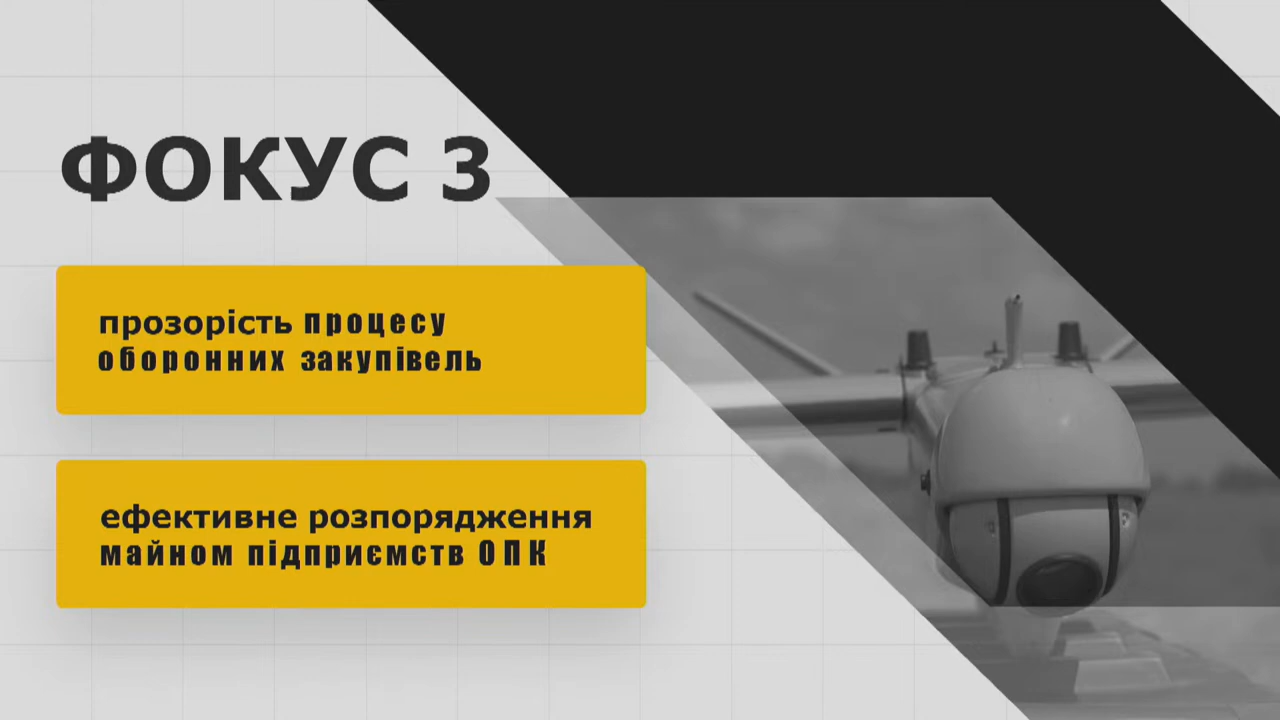 ФОКУС 3
прозорість процесу
оборонних закупівель
ефективне розпорядження
майном підприємств ОПК